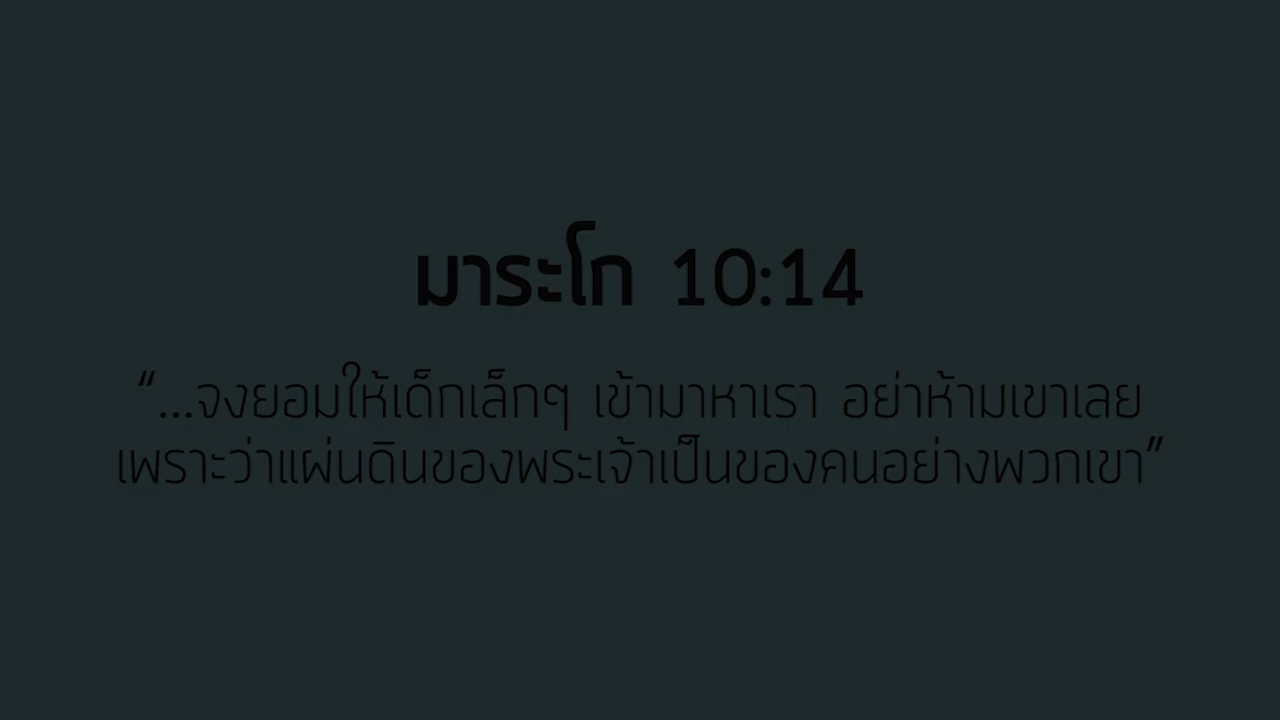 มาระโก 10:14
“...จงยอมให้เด็กเล็กๆ เข้ามาหาเรา อย่าห้ามเขาเลย
เพราะว่าแผ่นดินของพระเจ้าเป็นของคนอย่างพวกเขา”